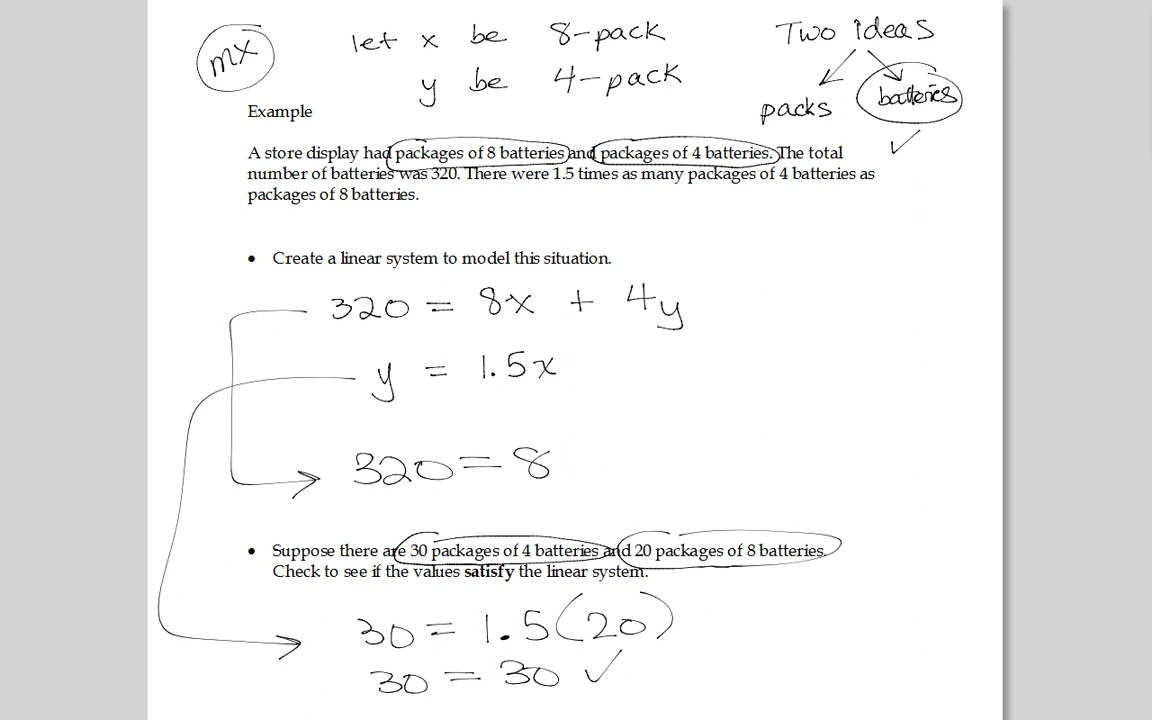 mx
let x be 8-pack
y be 4-pack
Two ideas
packs
batteries
Example
A store display had packages of 8 batteries and packages of 4 batteries. The total
number of batteries was 320. There were 1.5 times as many packages of 4 batteries as
packages of 8 batteries.
• Create a linear system to model this situation.
320 = 8x + 4y
y = 1.5x
320 = 8
• Suppose there are 30 packages of 4 batteries and 20 packages of 8 batteries.
Check to see if the values satisfy the linear system.
30 = 1.5(20)
30 = 30 ✓